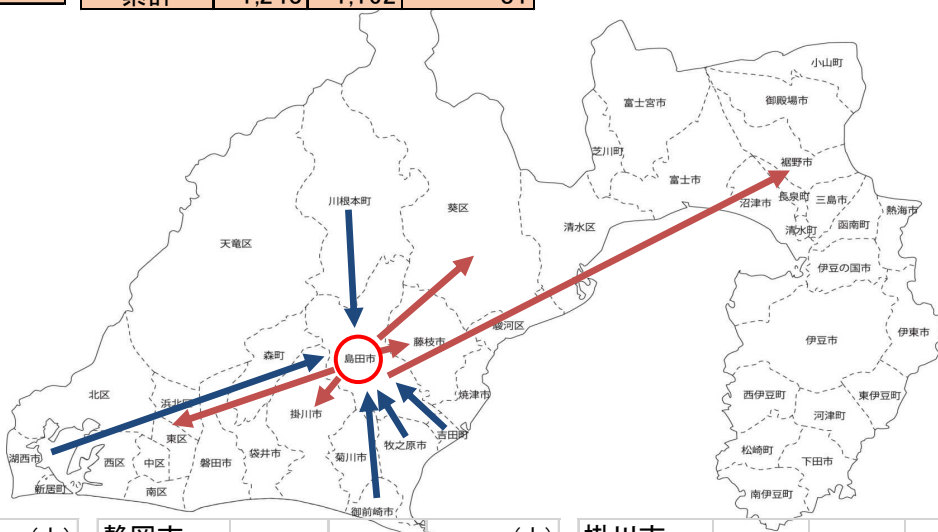 小山町
富士宮市
御殿場市
芝川町
裾野市
富士市
川根本町
沼津市
長泉町
三島市
葵区
熱海市
清水区
清水町
函南町
天竜区
伊豆の国市
駿河区
伊東市
藤枝市
伊豆市
森町
島田市
北区
浜北区
焼津市
西伊豆町
東伊豆町
掛川市
河津町
東区
吉田町
牧之原市
松崎町
袋井市
菊川市
湖西市
西区
中区
磐田市
下田市
新居町
南区
南伊豆町
御前崎市